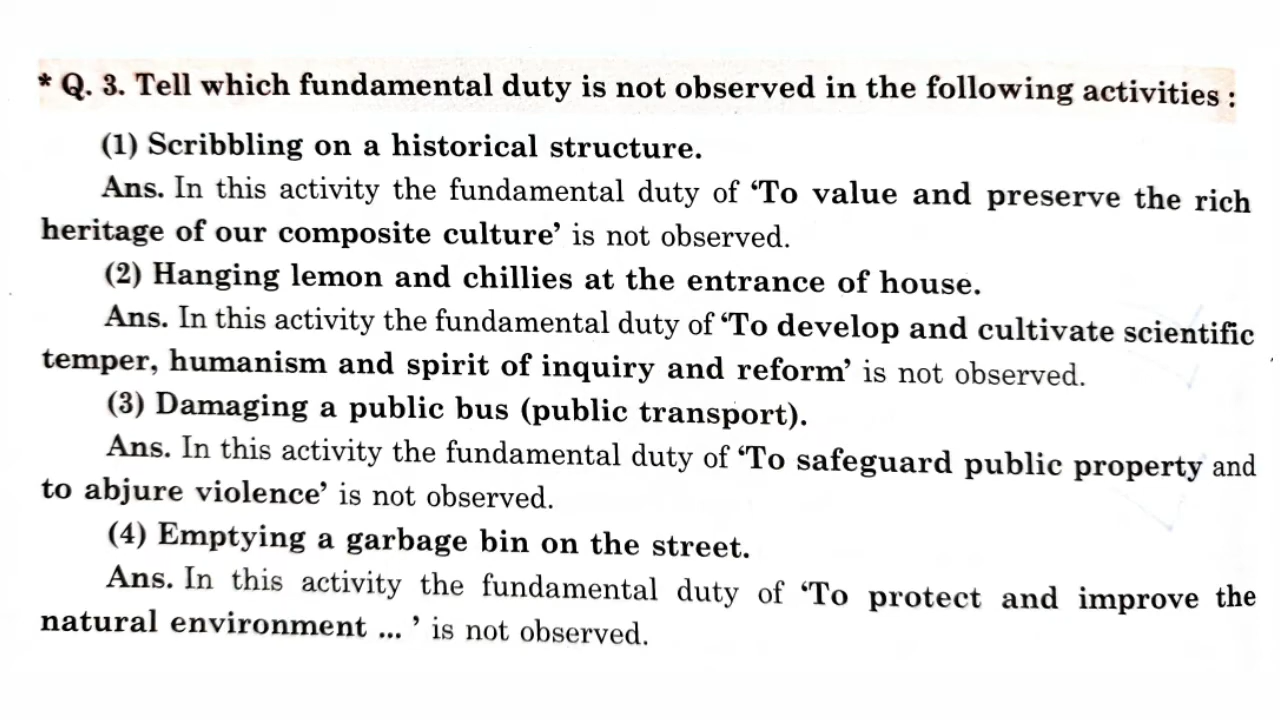 * Q. 3. Tell which fundamental duty is not observed in the following activities :
(1) Scribbling on a historical structure.
Ans. In this activity the fundamental duty of ‘To value and preserve the rich
heritage of our composite culture’ is not observed.
(2) Hanging lemon and chillies at the entrance of house.
Ans. In this activity the fundamental duty of ‘To develop and cultivate scientific
temper, humanism and spirit of inquiry and reform’ is not observed.
(3) Damaging a public bus (public transport).
Ans. In this activity the fundamental duty of ‘To safeguard public property and
to abjure violence’ is not observed.
(4) Emptying a garbage bin on the street.
Ans. In this activity the fundamental duty of ‘To protect and improve the
natural environment ... ’ is not observed.